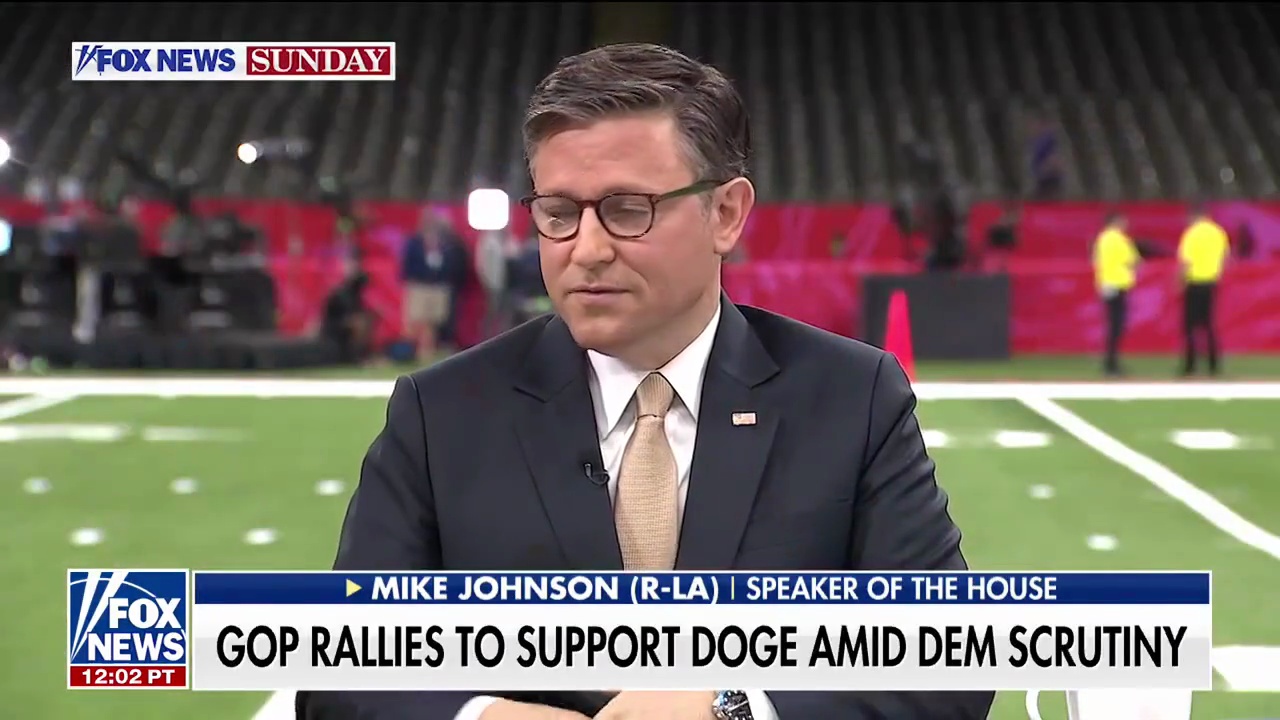 FOX NEWS SUNDAY
MIKE JOHNSON (R-LA) | SPEAKER OF THE HOUSE
FOX
NEWS
12:02 PT
GOP RALLIES TO SUPPORT DOGE AMID DEM SCRUTINY